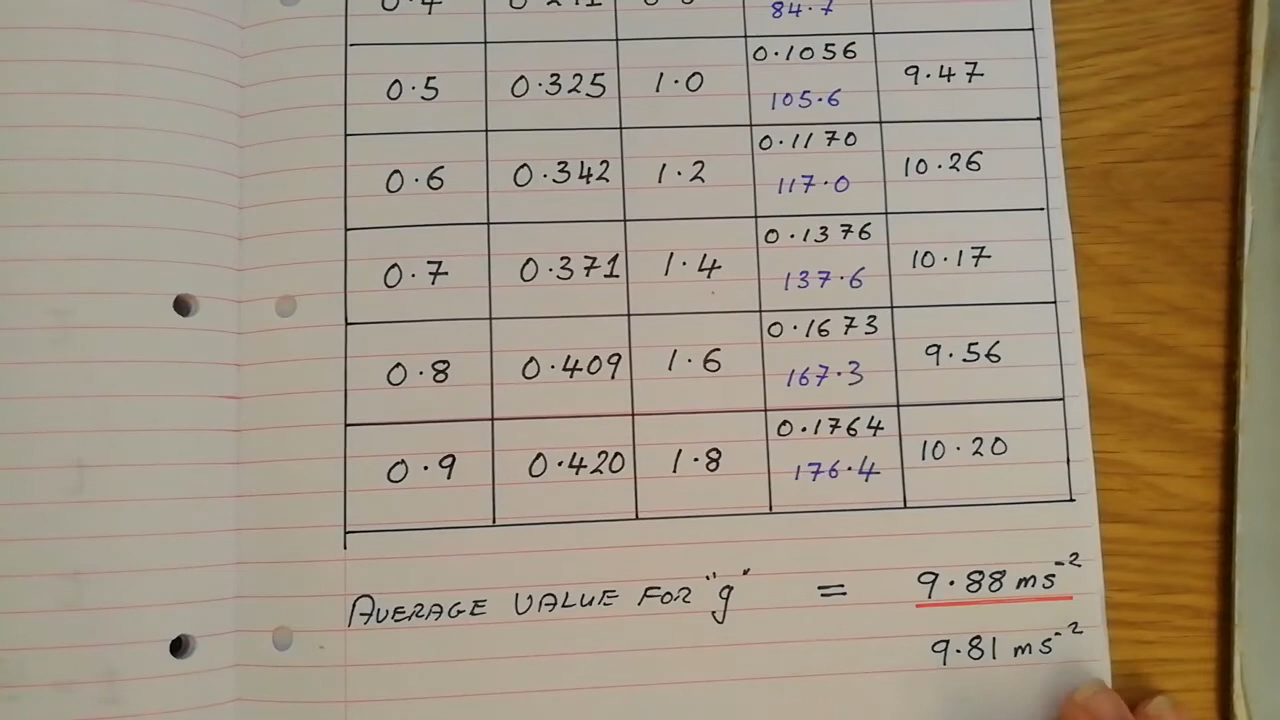 84.7
0.5 0.325 1.0 0.1056 9.47
105.6
0.6 0.342 1.2 0.1170 10.26
117.0
0.7 0.371 1.4 0.1376 10.17
137.6
0.8 0.409 1.6 0.1673 9.56
167.3
0.9 0.420 1.8 0.1764 10.20
176.4
AVERAGE VALUE FOR "g" = 9.88 ms⁻²
9.81 ms⁻²